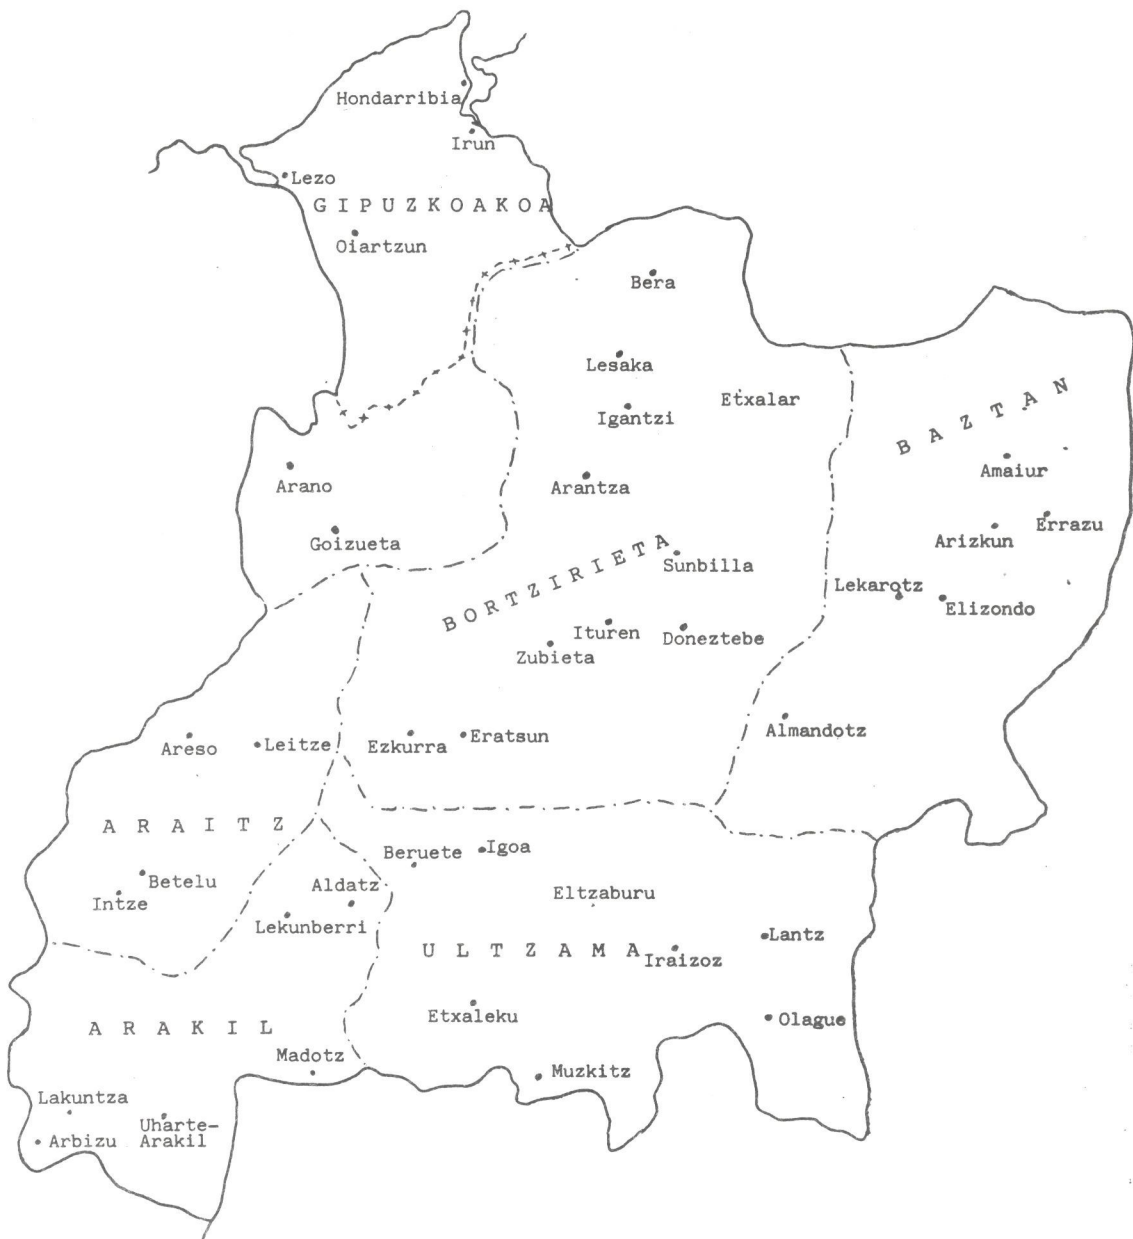 Hondarribia
Irun
Lezo
GIPUZKOAKOA
Oiartzun
Bera
Lesaka
Etxalar
Igantzi
BAZTAN
Amaiur
Arano
Arantza
Errazu
Goizueta
Arizkun
BORTZIRIETA
Sunbilla
Lekarotz
Elizondo
Ituren
Doneztebe
Zubieta
Almandotz
Areso
Leitze
Ezkurra
Eratsun
ARAITZ
Beruete
Igoa
Betelu
Aldatz
Intze
Eltzaburu
Lekunberri
Lantz
ULTZAMA
Iraizoz
Etxaleku
Olague
ARAKIL
Madotz
Muzkitz
Lakuntza
Uharte-
Arakil
Arbizu